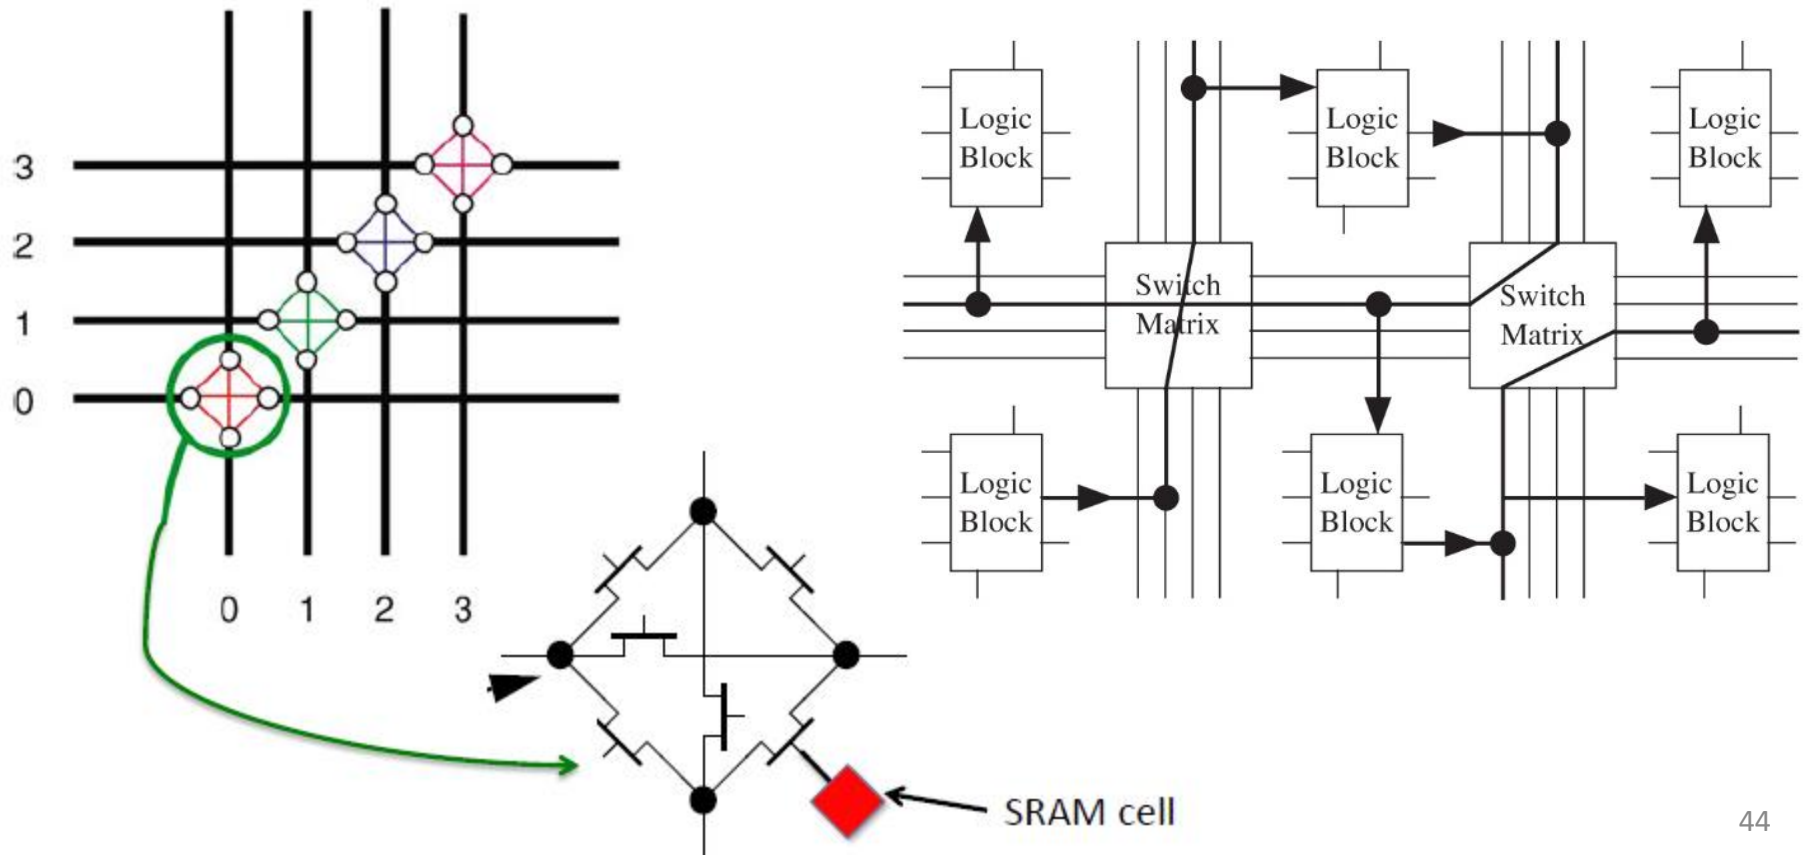 3
2
1
0
0 1 2 3
Logic
Block
Logic
Block
Logic
Block
Switch
Matrix
Switch
Matrix
Logic
Block
Logic
Block
Logic
Block
SRAM cell
44